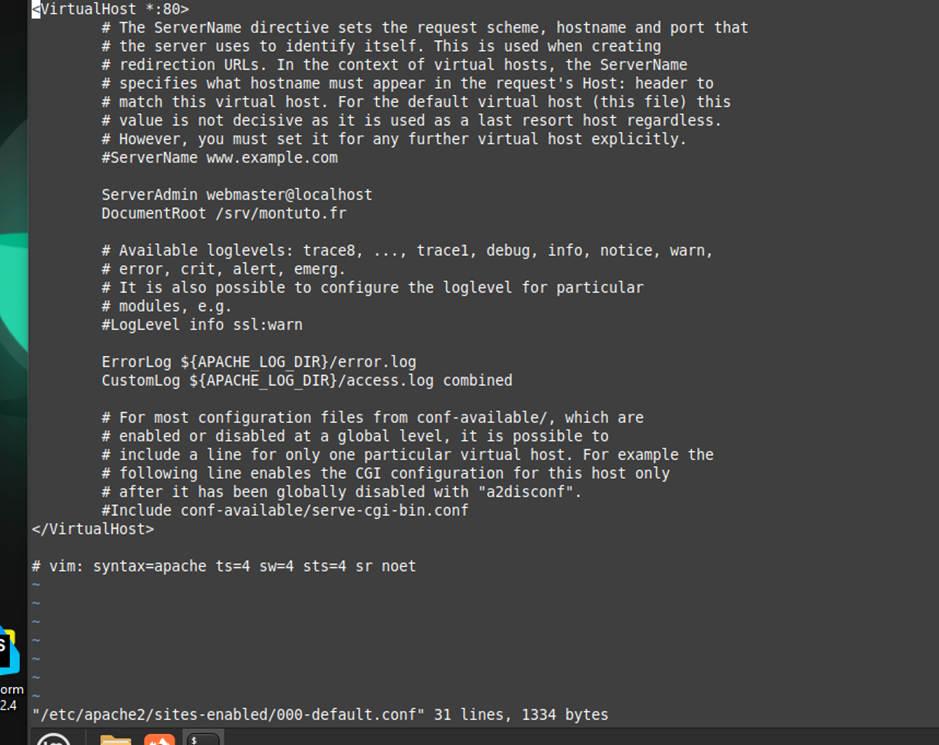 <VirtualHost *:80>
# The ServerName directive sets the request scheme, hostname and port that
# the server uses to identify itself. This is used when creating
# redirection URLs. In the context of virtual hosts, the ServerName
# specifies what hostname must appear in the request's Host: header to
# match this virtual host. For the default virtual host (this file) this
# value is not decisive as it is used as a last resort host regardless.
# However, you must set it for any further virtual host explicitly.
#ServerName www.example.com

ServerAdmin webmaster@localhost
DocumentRoot /srv/montuto.fr

# Available loglevels: trace8, ..., trace1, debug, info, notice, warn,
# error, crit, alert, emerg.
# It is also possible to configure the loglevel for particular
# modules, e.g.
#LogLevel info ssl:warn

ErrorLog ${APACHE_LOG_DIR}/error.log
CustomLog ${APACHE_LOG_DIR}/access.log combined

# For most configuration files from conf-available/, which are
# enabled or disabled at a global level, it is possible to
# include a line for only one particular virtual host. For example the
# following line enables the CGI configuration for this host only
# after it has been globally disabled with "a2disconf".
#Include conf-available/serve-cgi-bin.conf
</VirtualHost>

# vim: syntax=apache ts=4 sw=4 sts=4 sr noet
~
~
~
~
~
~
~
"/etc/apache2/sites-enabled/000-default.conf" 31 lines, 1334 bytes
S
orm
2.4
$